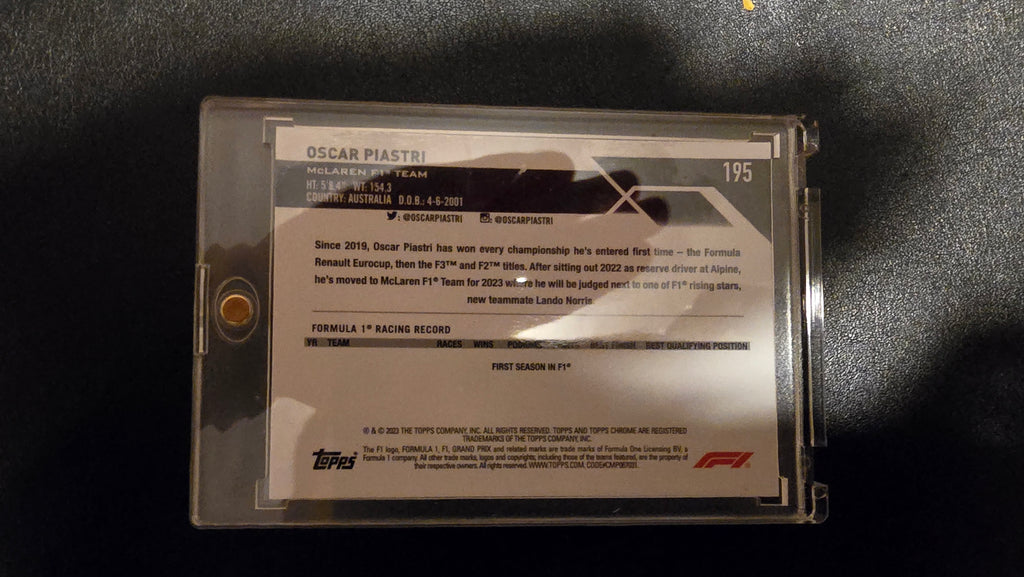 OSCAR PIASTRI
195
McLAREN F1® TEAM
HT: 5' 8.4" WT: 154.3
COUNTRY: AUSTRALIA D.O.B.: 4-6-2001
: @OSCARPIASTRI : @OSCARPIASTRI
Since 2019, Oscar Piastri has won every championship he's entered first time – the Formula
Renault Eurocup, then the F3™ and F2™ titles. After sitting out 2022 as reserve driver at Alpine,
he's moved to McLaren F1® Team for 2023 where he will be judged next to one of F1® rising stars,
new teammate Lando Norris.
FORMULA 1® RACING RECORD
YR TEAM RACES WINS PODIUMS BEST FINISH BEST QUALIFYING POSITION
FIRST SEASON IN F1®
® & © 2023 THE TOPPS COMPANY, INC. ALL RIGHTS RESERVED. TOPPS AND TOPPS CHROME ARE REGISTERED
TRADEMARKS OF THE TOPPS COMPANY, INC.
The F1 logo, FORMULA 1, F1, GRAND PRIX and related marks are trade marks of Formula One Licensing BV, a
Formula 1 company. All other trade marks, logos and copyrights, including those of the teams featured, are the property of
their respective owners. All rights reserved. WWW.TOPPS.COM. CODE#CMP067031.
TOPPS®
F1®